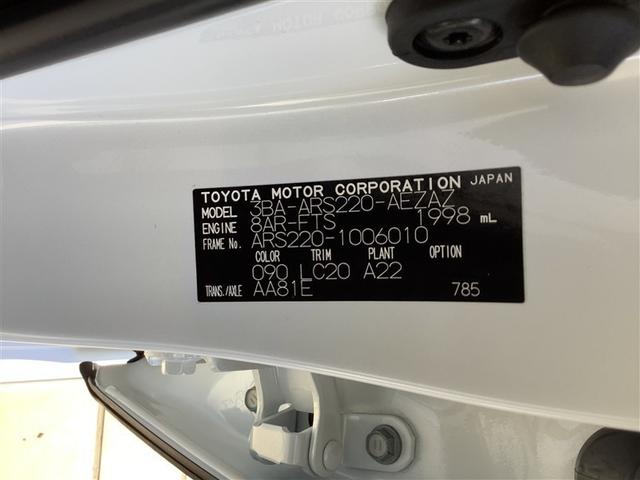 TOYOTA MOTOR CORPORATION JAPAN
MODEL 3BA-ARS220-AEZAZ
ENGINE 8AR-FTS 1998 mL
FRAME No. ARS220-1006010
COLOR TRIM PLANT OPTION
090 LC20 A22
TRANS./AXLE AA81E 785